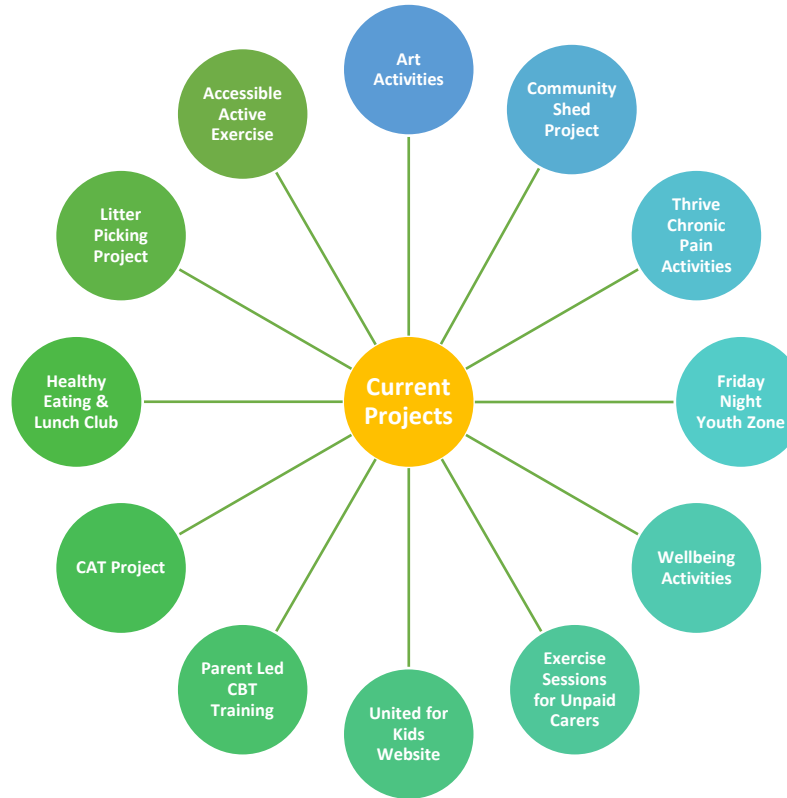 Art
Activities
Community
Shed
Project
Thrive
Chronic
Pain
Activities
Friday
Night
Youth Zone
Wellbeing
Activities
Exercise
Sessions
for Unpaid
Carers
United for
Kids
Website
Parent Led
CBT
Training
CAT Project
Healthy
Eating &
Lunch Club
Litter
Picking
Project
Accessible
Active
Exercise
Current
Projects